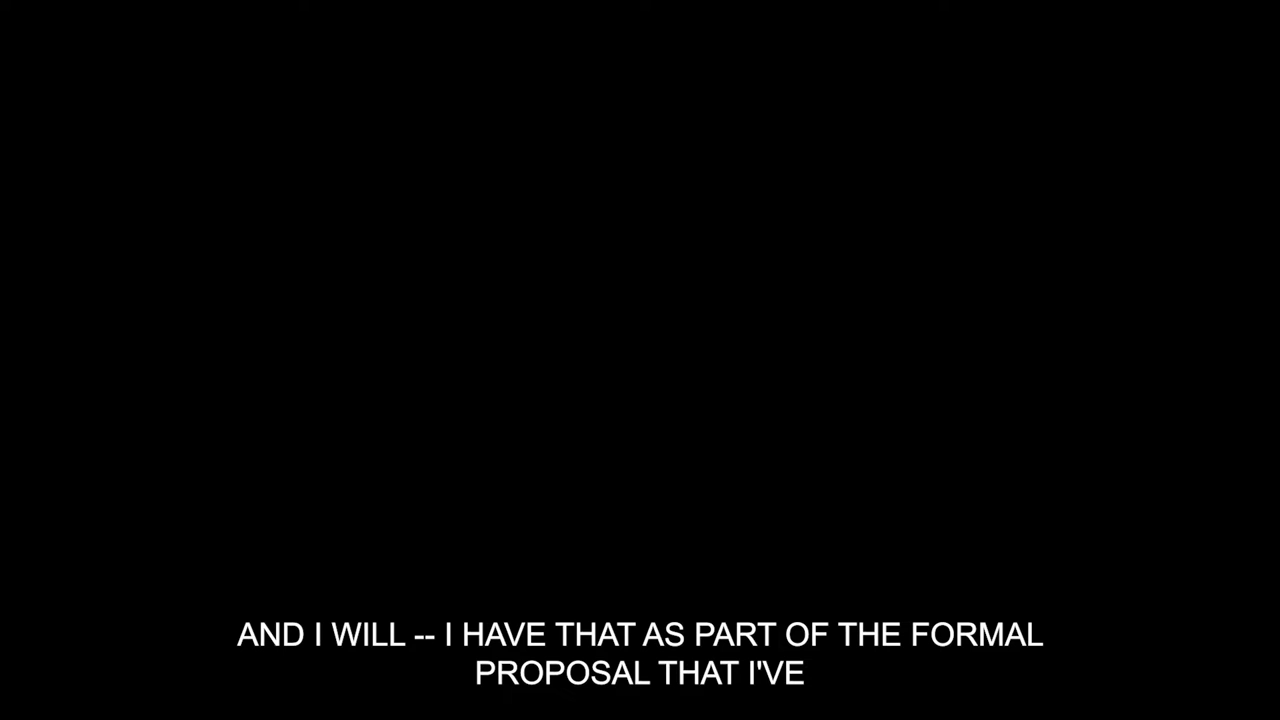 AND I WILL -- I HAVE THAT AS PART OF THE FORMAL
PROPOSAL THAT I'VE